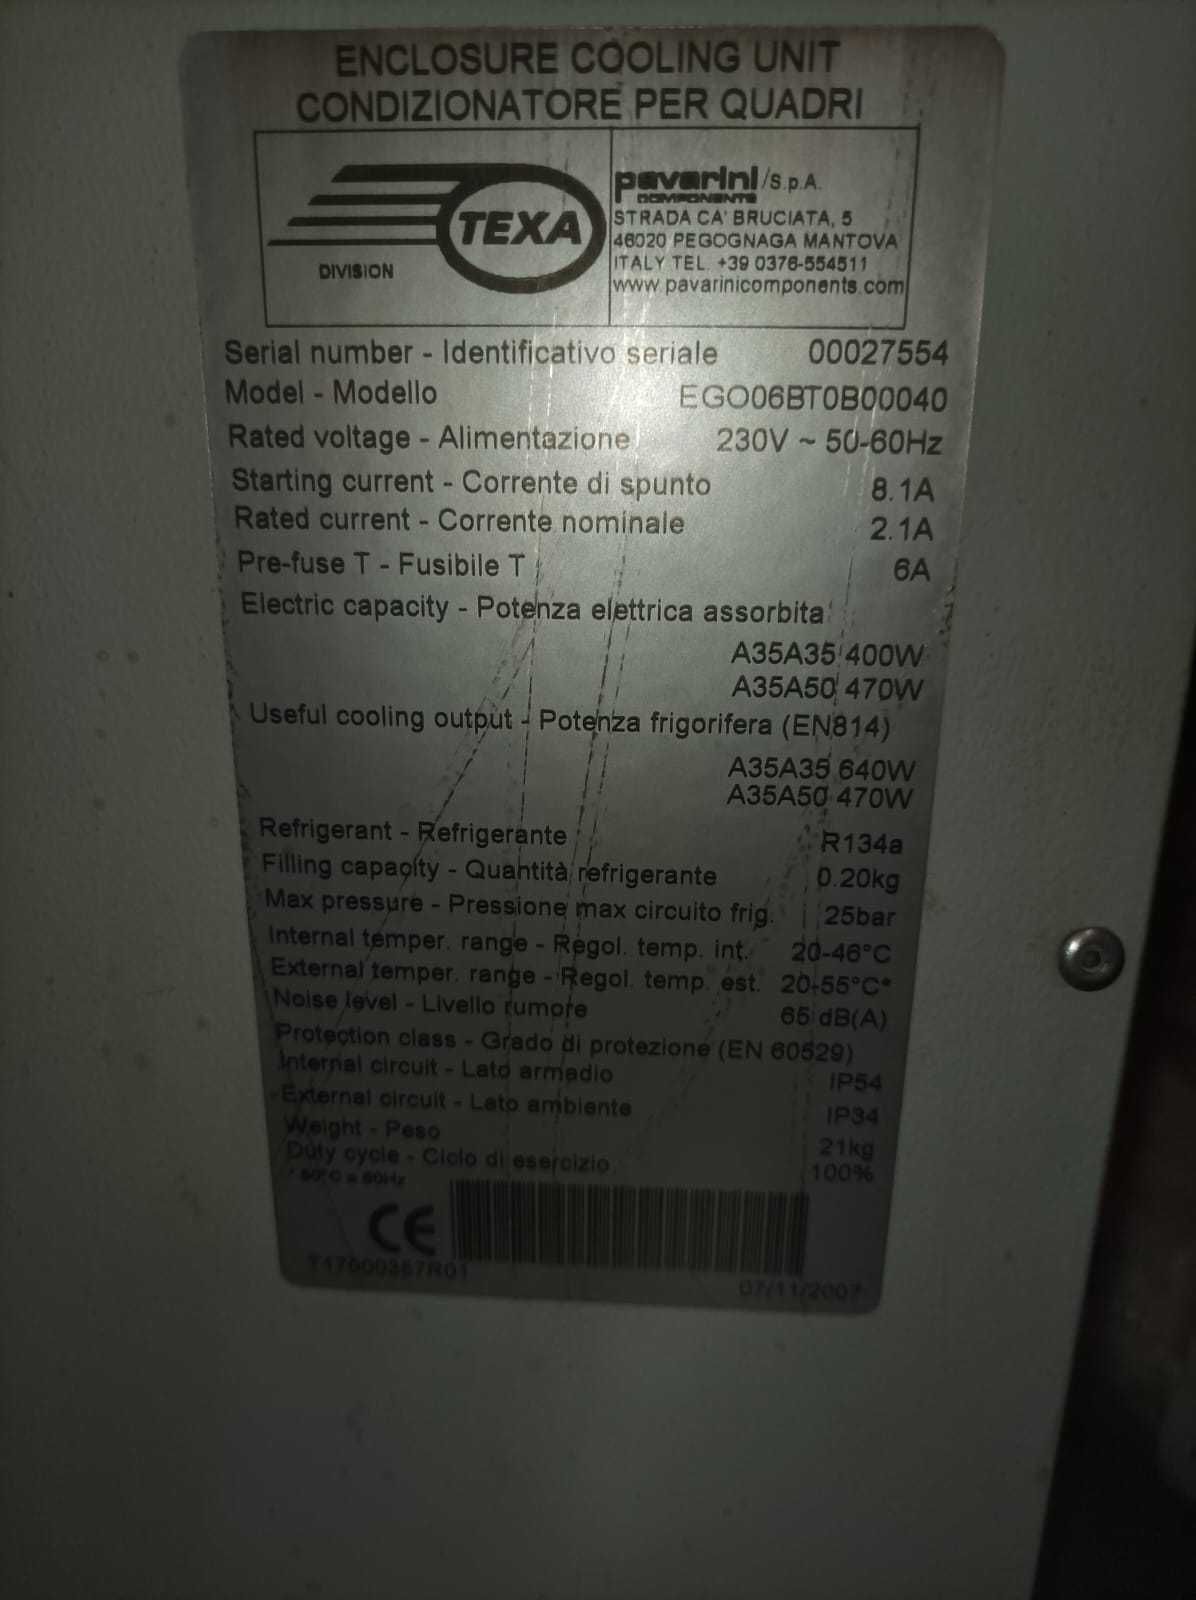 ENCLOSURE COOLING UNIT
CONDIZIONATORE PER QUADRI
TEXA
DIVISION
pavarini/S.p.A.
COMPONENTS
STRADA CA' BRUCIATA, 5
46020 PEGOGNAGA MANTOVA
ITALY TEL. +39 0376-554511
www.pavarinicomponents.com
Serial number - Identificativo seriale 00027554
Model - Modello EGO06BT0B00040
Rated voltage - Alimentazione 230V ~ 50-60Hz
Starting current - Corrente di spunto 8.1A
Rated current - Corrente nominale 2.1A
Pre-fuse T - Fusibile T 6A
Electric capacity - Potenza elettrica assorbita
A35A35 400W
A35A50 470W
Useful cooling output - Potenza frigorifera (EN814)
A35A35 640W
A35A50 470W
Refrigerant - Refrigerante R134a
Filling capacity - Quantità refrigerante 0.20kg
Max pressure - Pressione max circuito frig. 25bar
Internal temper. range - Regol. temp. int. 20-46°C
External temper. range - Regol. temp. est. 20-55°C*
Noise level - Livello rumore 65 dB(A)
Protection class - Grado di protezione (EN 60529)
Internal circuit - Lato armadio IP54
External circuit - Lato ambiente IP34
Weight - Peso 21kg
Duty cycle - Ciclo di esercizio 100%
CE
07/11/2007